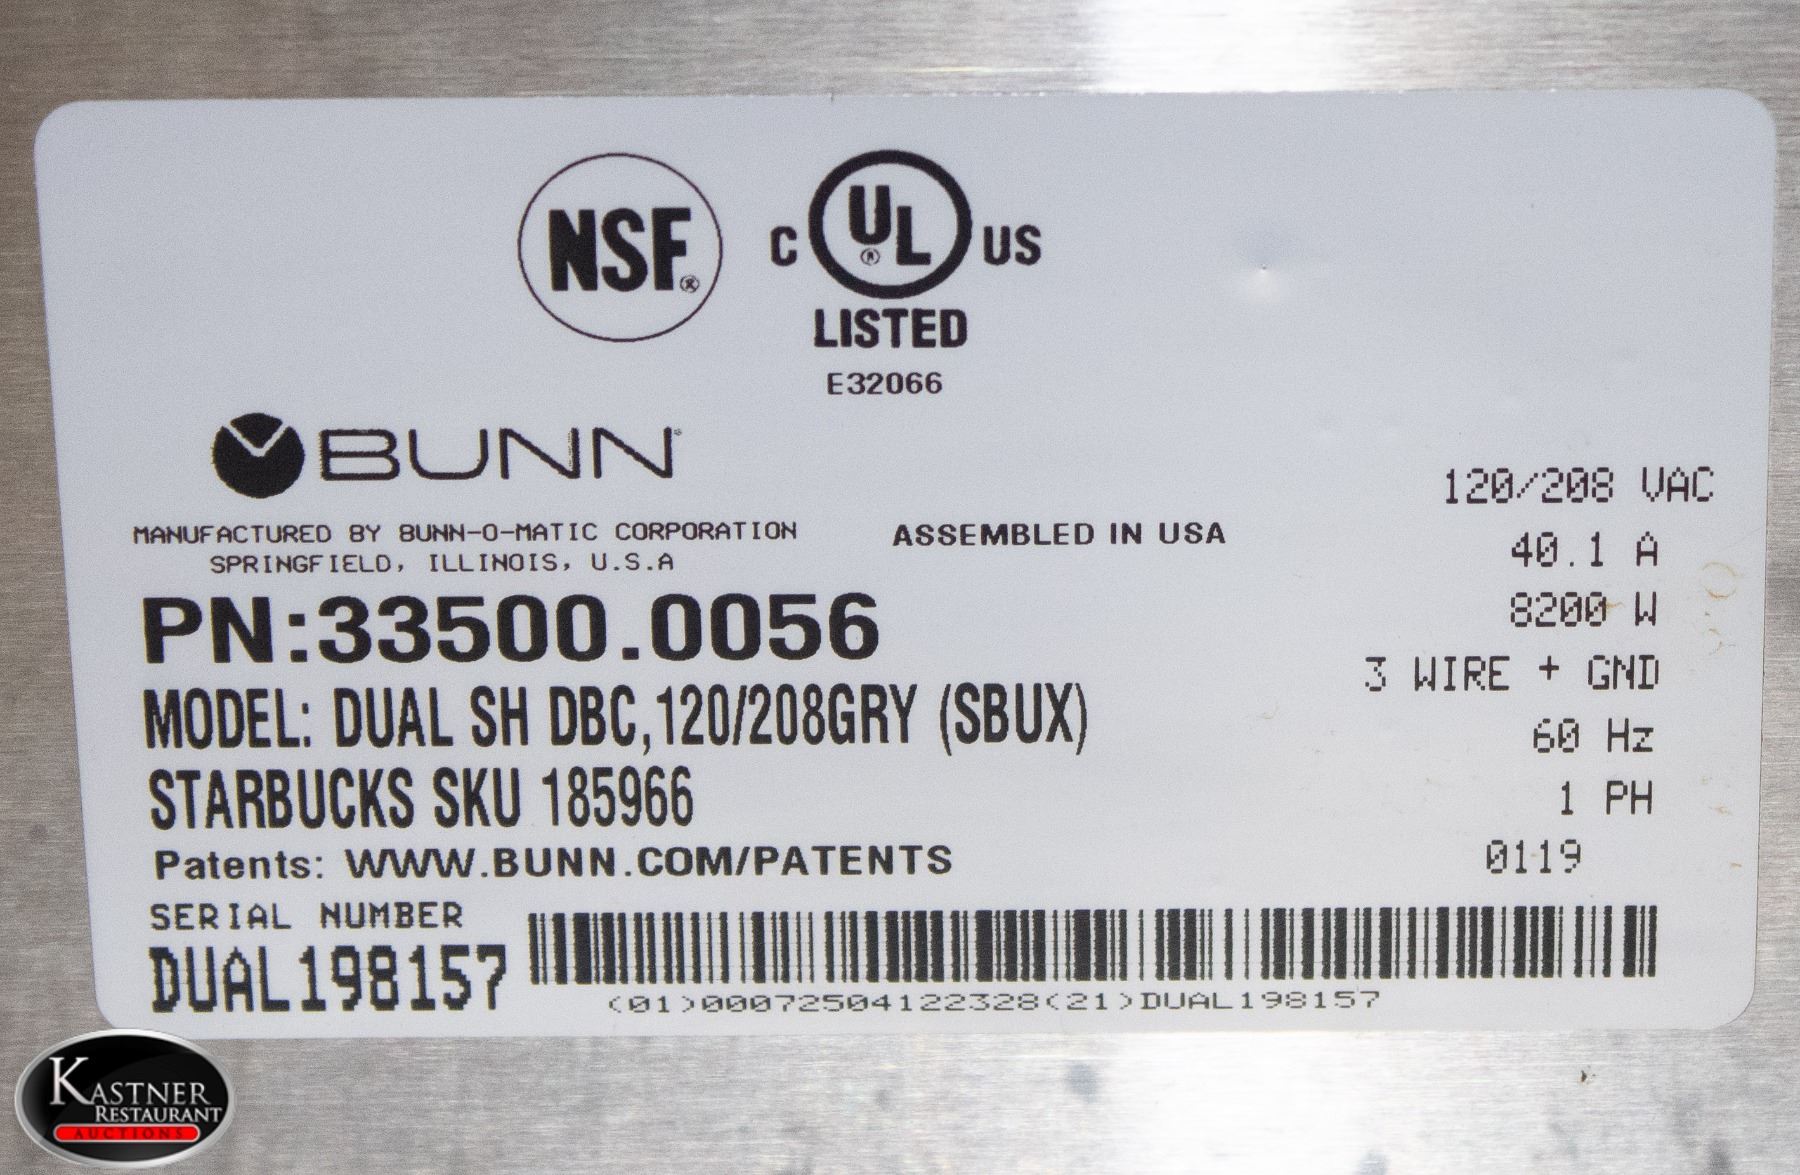 NSF®
C UL® US
LISTED
E32066
BUNN®
MANUFACTURED BY BUNN-O-MATIC CORPORATION
SPRINGFIELD, ILLINOIS, U.S.A
ASSEMBLED IN USA
PN:33500.0056
MODEL: DUAL SH DBC,120/208GRY (SBUX)
STARBUCKS SKU 185966
Patents: WWW.BUNN.COM/PATENTS
120/208 VAC
40.1 A
8200 W
3 WIRE + GND
60 Hz
1 PH
0119
SERIAL NUMBER
DUAL198157
(01)00072504122328(21)DUAL198157
KASTNER
RESTAURANT
AUCTIONS